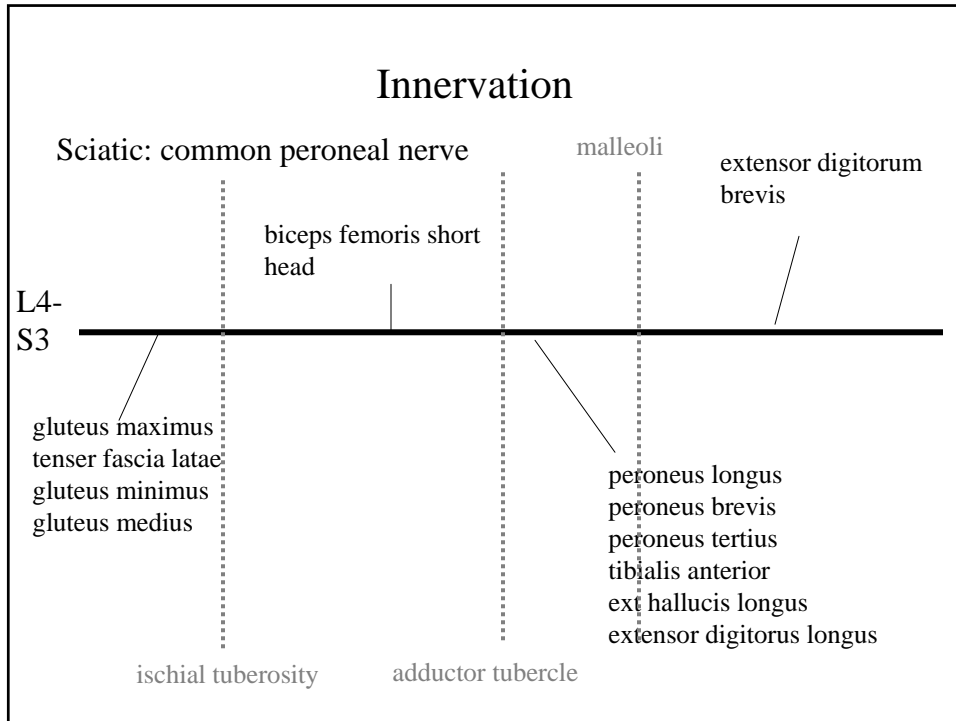 Innervation
Sciatic: common peroneal nerve
malleoli
extensor digitorum
brevis
biceps femoris short
head
L4-
S3
gluteus maximus
tenser fascia latae
gluteus minimus
gluteus medius
peroneus longus
peroneus brevis
peroneus tertius
tibialis anterior
ext hallucis longus
extensor digitorus longus
ischial tuberosity
adductor tubercle